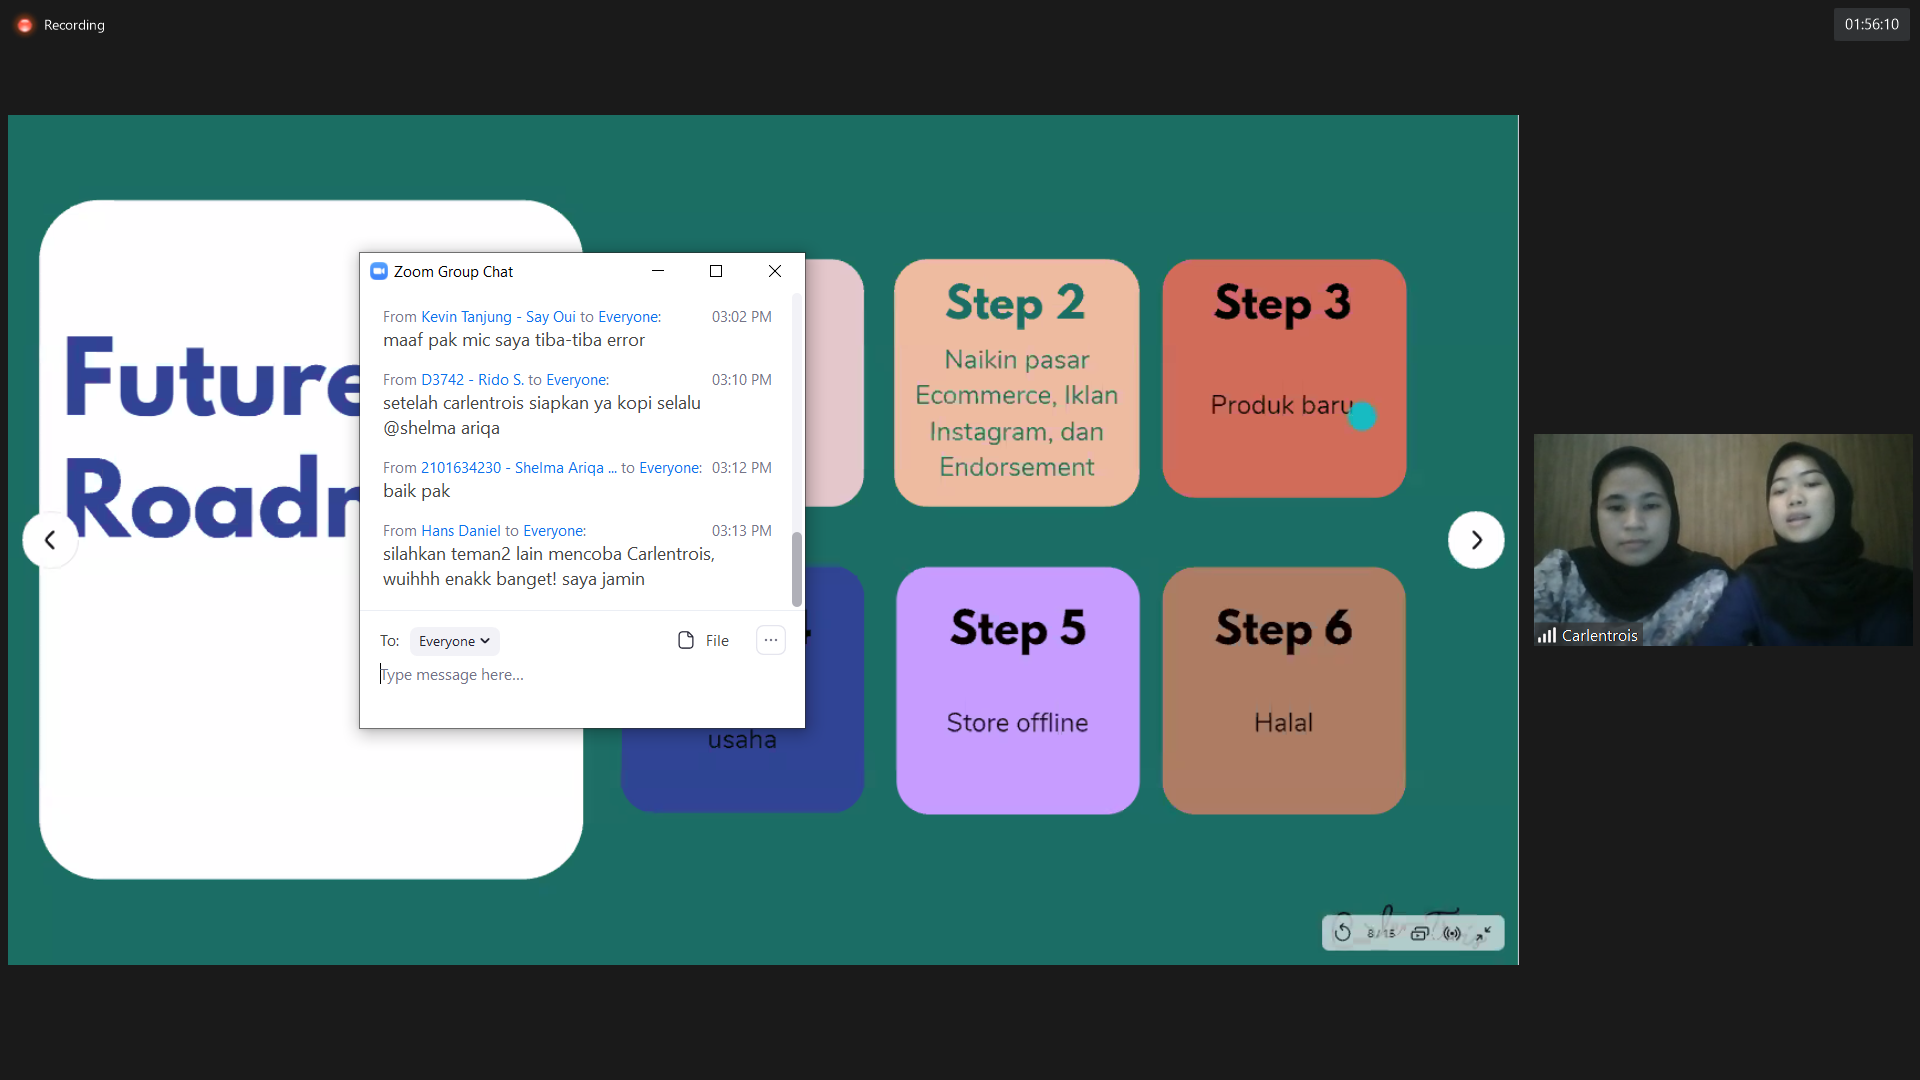 Recording
01:56:10
Future
Zoom Group Chat
From Kevin Tanjung - Say Oui to Everyone: 03:02 PM
maaf pak mic saya tiba-tiba error
From D3742 - Rido S. to Everyone: 03:10 PM
setelah carlentrois siapkan ya kopi selalu
@shelma ariqa
From 2101634230 - Shelma Ariqa ... to Everyone: 03:12 PM
baik pak
From Hans Daniel to Everyone: 03:13 PM
silahkan teman2 lain mencoba Carlentrois,
wuihhh enakk banget! saya jamin
To: Everyone File ...
Type message here...
Step 2
Naikin pasar
Ecommerce, Iklan
Instagram, dan
Endorsement
Step 3
Produk baru
usaha
Step 5
Store offline
Step 6
Halal
8/15
Carlentrois